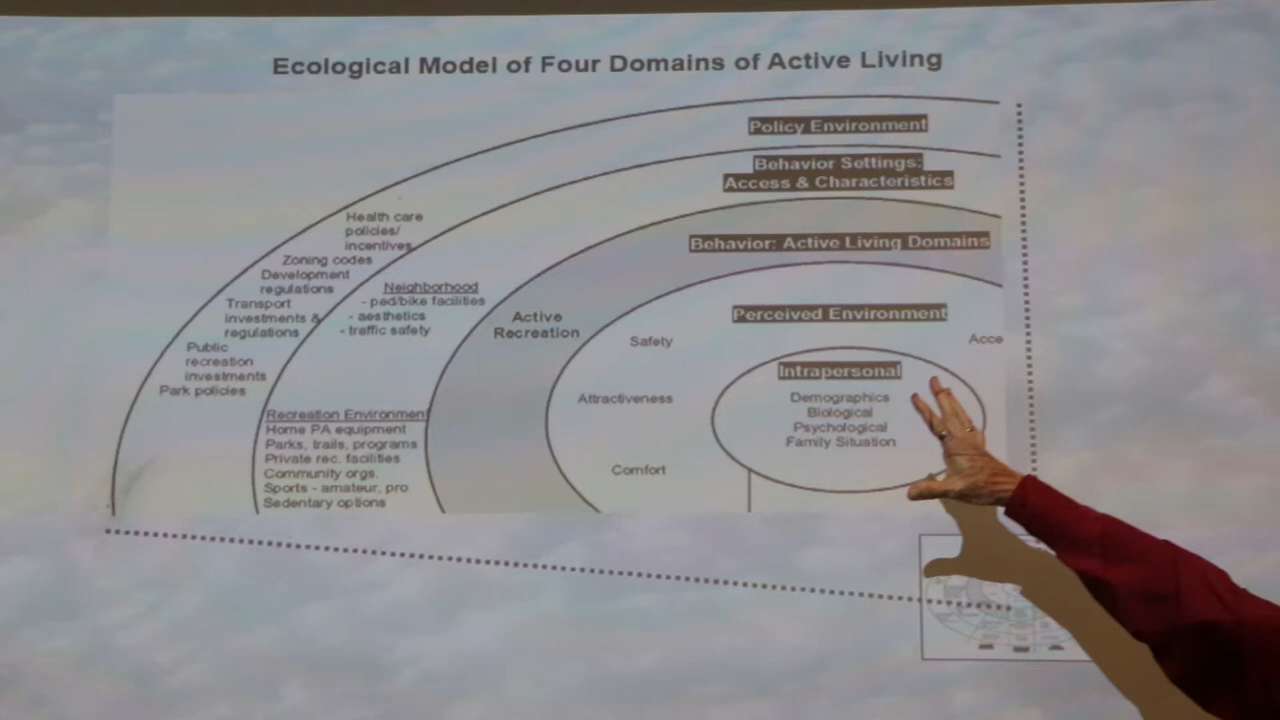 Ecological Model of Four Domains of Active Living
Policy Environment
Behavior Settings:
Access & Characteristics
Behavior: Active Living Domains
Perceived Environment
Intrapersonal
Demographics
Biological
Psychological
Family Situation
Health care
policies/
incentives
Zoning codes
Development
regulations
Transport
investments &
regulations
Public
recreation
investments
Park policies
Neighborhood
- ped/bike facilities
- aesthetics
- traffic safety
Recreation Environment
Home PA equipment
Parks, trails, programs
Private rec. facilities
Community orgs.
Sports - amateur, pro
Sedentary options
Active
Recreation
Safety
Attractiveness
Comfort
Acce